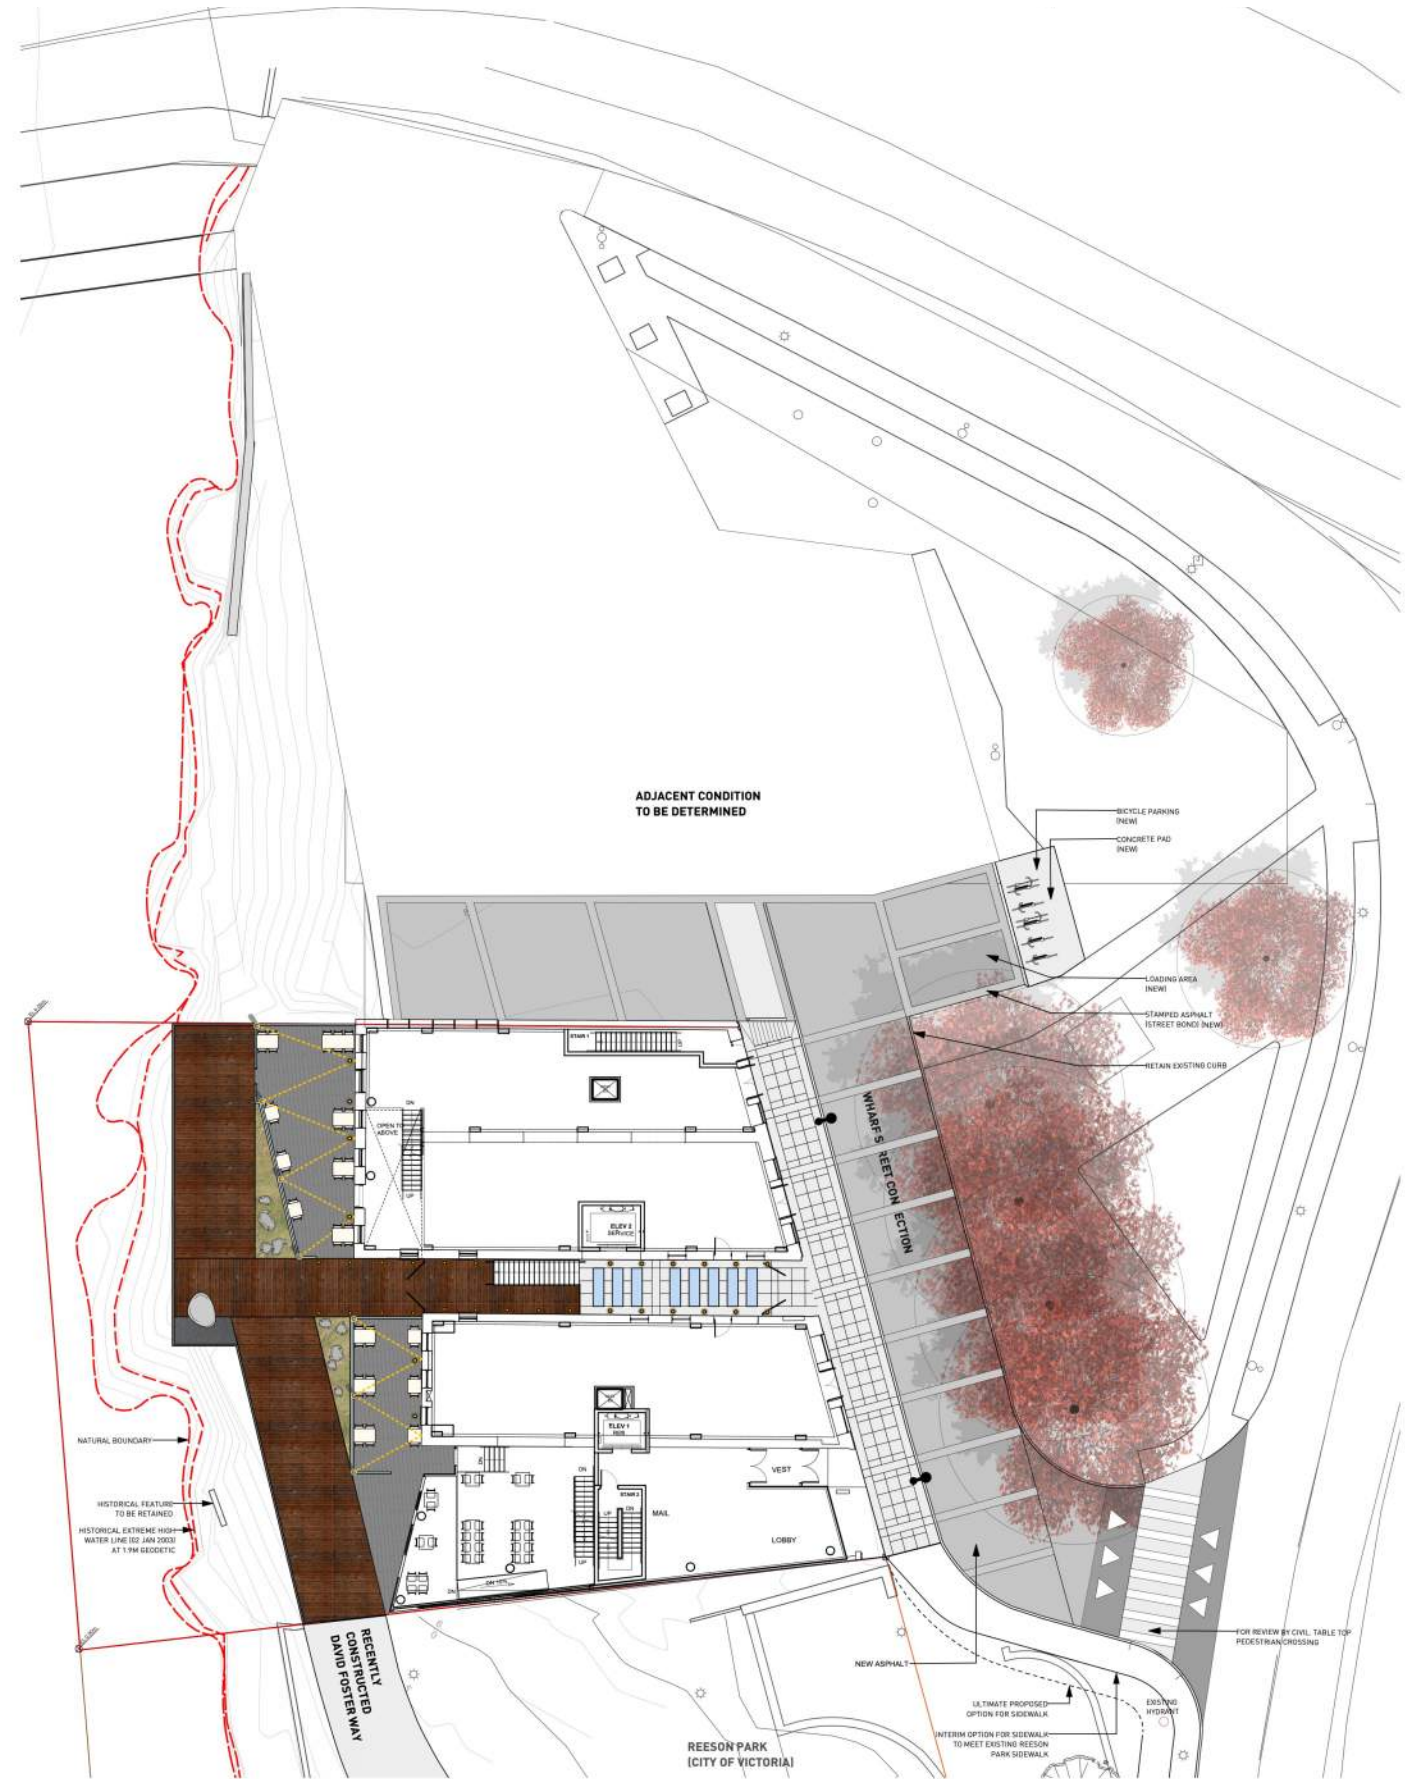 ADJACENT CONDITION
TO BE DETERMINED
BICYCLE PARKING
(NEW)
CONCRETE PAD
(NEW)
LOADING AREA
(NEW)
STAMPED ASPHALT
(STREET BOND) (NEW)
RETAIN EXISTING CURB
STAIR 1
UP
DN
OPEN TO
ABOVE
UP
WHARF S REET CON ECTION
ELEV 2
SERVICE
ELEV 1
DN
DN
VEST
STAIR 2
UP
DN
MAIL
LOBBY
UP
DN
NATURAL BOUNDARY
HISTORICAL FEATURE
TO BE RETAINED
HISTORICAL EXTREME HIGH
WATER LINE (02 JAN 2003)
AT 1.9M GEODETIC
RECENTLY
CONSTRUCTED
DAVID FOSTER WAY
NEW ASPHALT
FOR REVIEW BY CIVIL. TABLE TOP
PEDESTRIAN CROSSING
ULTIMATE PROPOSED
OPTION FOR SIDEWALK
EXISTING
HYDRANT
INTERIM OPTION FOR SIDEWALK
TO MEET EXISTING REESON
PARK SIDEWALK
REESON PARK
(CITY OF VICTORIA)